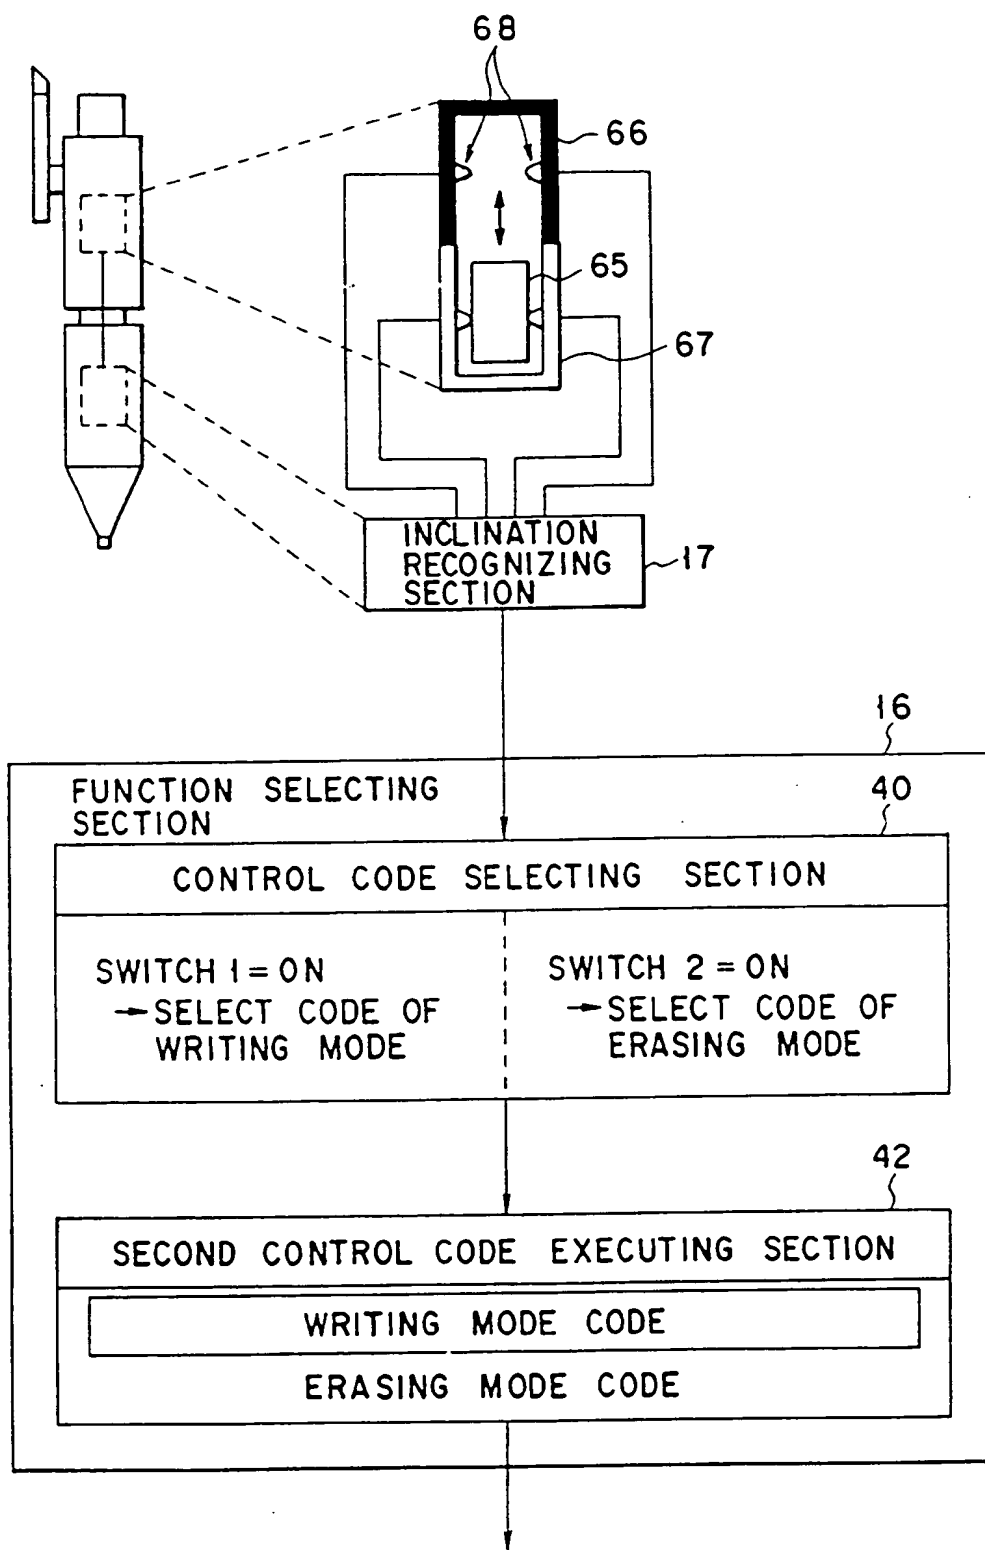 68
66
65
67
INCLINATION
RECOGNIZING
SECTION
17
16
FUNCTION SELECTING
SECTION
40
CONTROL CODE SELECTING SECTION
SWITCH 1 = ON
→ SELECT CODE OF
WRITING MODE
SWITCH 2 = ON
→ SELECT CODE OF
ERASING MODE
42
SECOND CONTROL CODE EXECUTING SECTION
WRITING MODE CODE
ERASING MODE CODE